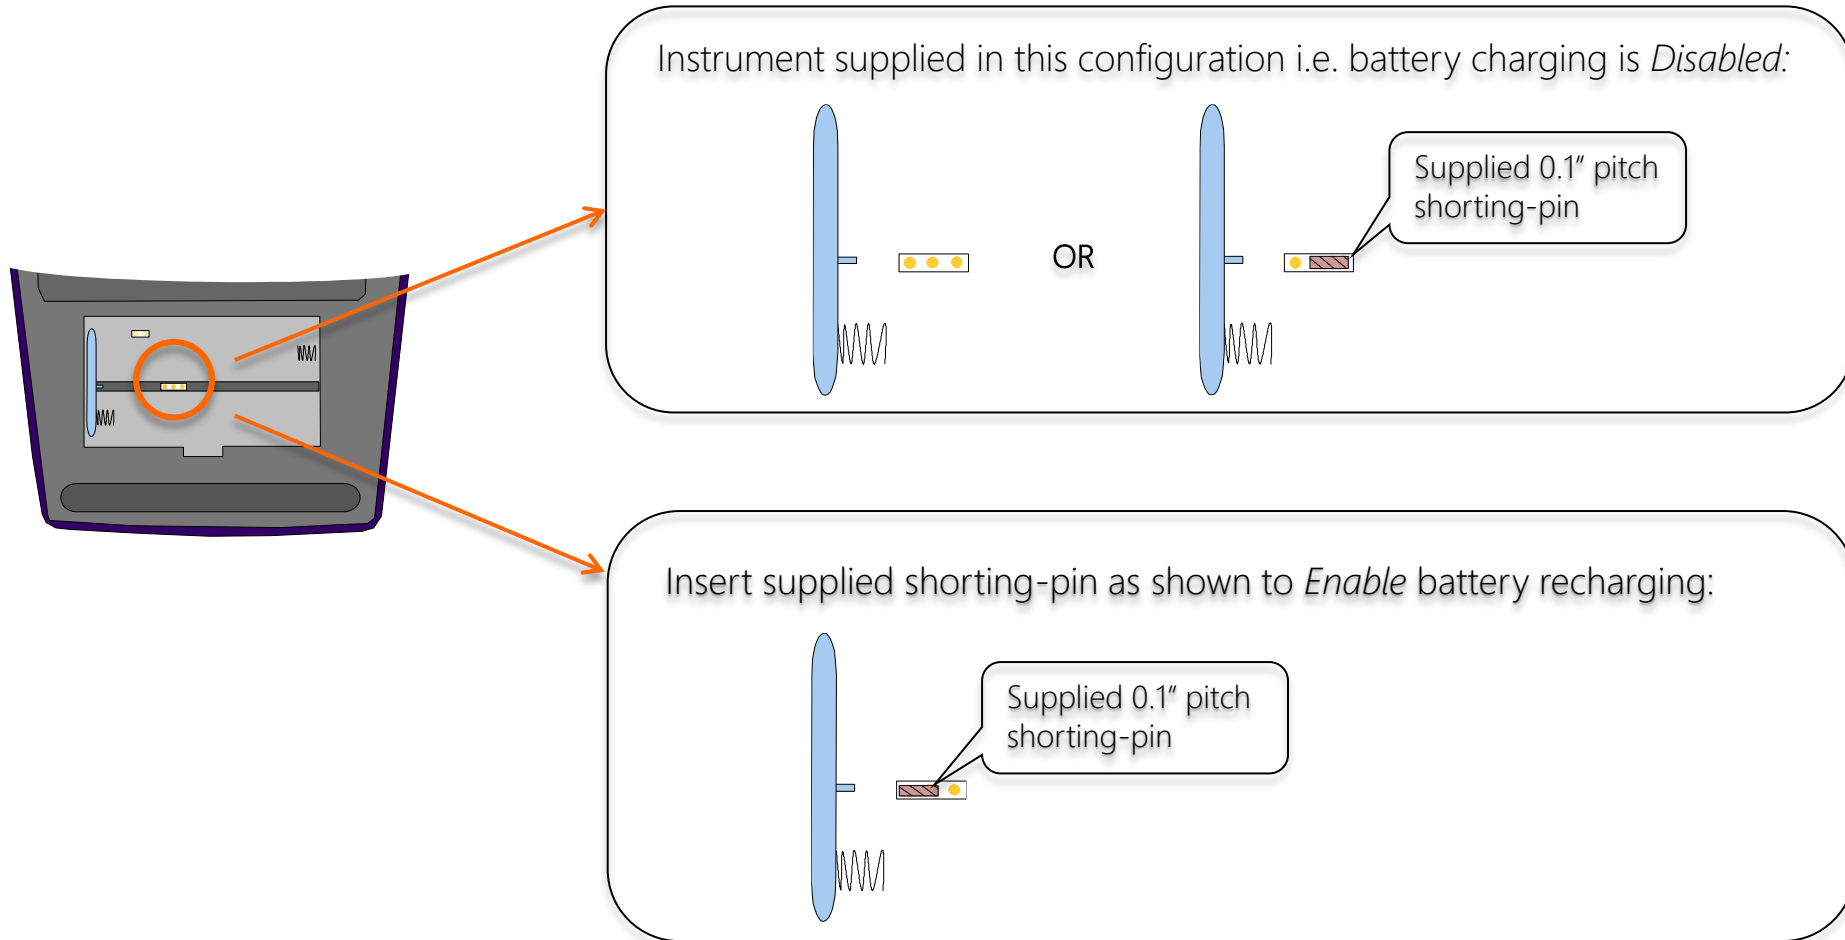 Instrument supplied in this configuration i.e. battery charging is Disabled:
Supplied 0.1" pitch
shorting-pin
OR
Insert supplied shorting-pin as shown to Enable battery recharging:
Supplied 0.1" pitch
shorting-pin